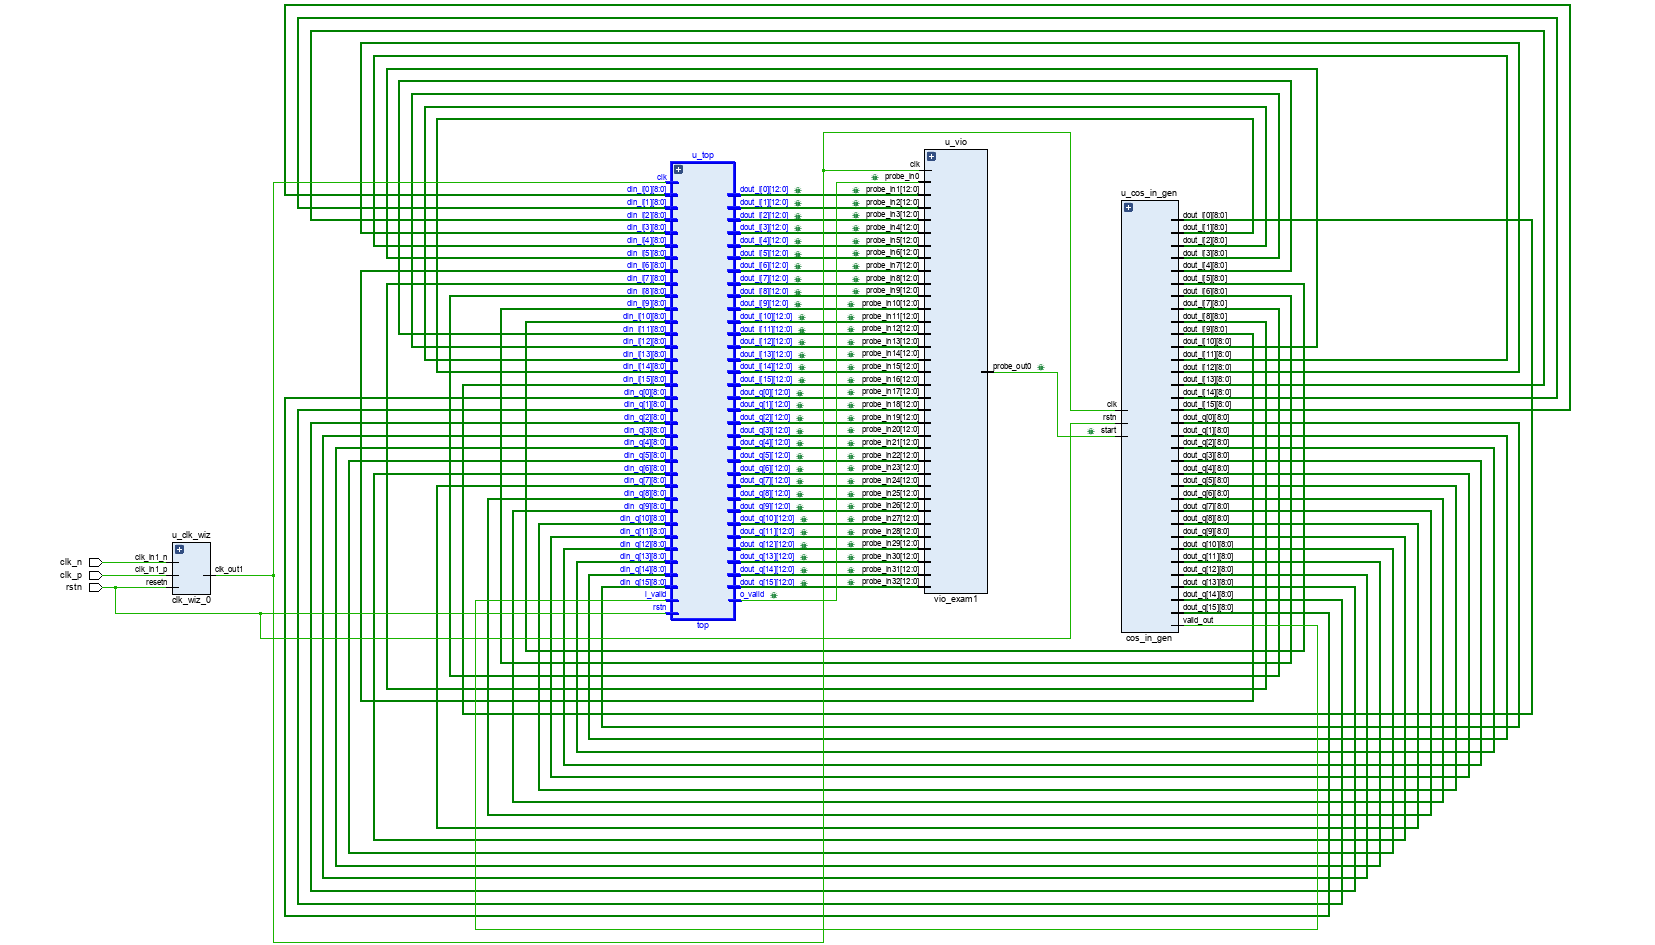 u_clk_wiz
clk_n
clk_p
rstn
clk_in1_n
clk_in1_p
resetn
clk_out1
clk_wiz_0
u_top
clk
din_i[0][8:0]
din_i[1][8:0]
din_i[2][8:0]
din_i[3][8:0]
din_i[4][8:0]
din_i[5][8:0]
din_i[6][8:0]
din_i[7][8:0]
din_i[8][8:0]
din_i[9][8:0]
din_i[10][8:0]
din_i[11][8:0]
din_i[12][8:0]
din_i[13][8:0]
din_i[14][8:0]
din_i[15][8:0]
din_q[0][8:0]
din_q[1][8:0]
din_q[2][8:0]
din_q[3][8:0]
din_q[4][8:0]
din_q[5][8:0]
din_q[6][8:0]
din_q[7][8:0]
din_q[8][8:0]
din_q[9][8:0]
din_q[10][8:0]
din_q[11][8:0]
din_q[12][8:0]
din_q[13][8:0]
din_q[14][8:0]
din_q[15][8:0]
i_valid
rstn
dout_i[0][12:0]
dout_i[1][12:0]
dout_i[2][12:0]
dout_i[3][12:0]
dout_i[4][12:0]
dout_i[5][12:0]
dout_i[6][12:0]
dout_i[7][12:0]
dout_i[8][12:0]
dout_i[9][12:0]
dout_i[10][12:0]
dout_i[11][12:0]
dout_i[12][12:0]
dout_i[13][12:0]
dout_i[14][12:0]
dout_i[15][12:0]
dout_q[0][12:0]
dout_q[1][12:0]
dout_q[2][12:0]
dout_q[3][12:0]
dout_q[4][12:0]
dout_q[5][12:0]
dout_q[6][12:0]
dout_q[7][12:0]
dout_q[8][12:0]
dout_q[9][12:0]
dout_q[10][12:0]
dout_q[11][12:0]
dout_q[12][12:0]
dout_q[13][12:0]
dout_q[14][12:0]
dout_q[15][12:0]
o_valid
top
u_vio
clk
probe_in0
probe_in1[12:0]
probe_in2[12:0]
probe_in3[12:0]
probe_in4[12:0]
probe_in5[12:0]
probe_in6[12:0]
probe_in7[12:0]
probe_in8[12:0]
probe_in9[12:0]
probe_in10[12:0]
probe_in11[12:0]
probe_in12[12:0]
probe_in13[12:0]
probe_in14[12:0]
probe_in15[12:0]
probe_in16[12:0]
probe_in17[12:0]
probe_in18[12:0]
probe_in19[12:0]
probe_in20[12:0]
probe_in21[12:0]
probe_in22[12:0]
probe_in23[12:0]
probe_in24[12:0]
probe_in25[12:0]
probe_in26[12:0]
probe_in27[12:0]
probe_in28[12:0]
probe_in29[12:0]
probe_in30[12:0]
probe_in31[12:0]
probe_in32[12:0]
probe_out0
vio_exam1
u_cos_in_gen
clk
rstn
start
dout_i[0][8:0]
dout_i[1][8:0]
dout_i[2][8:0]
dout_i[3][8:0]
dout_i[4][8:0]
dout_i[5][8:0]
dout_i[6][8:0]
dout_i[7][8:0]
dout_i[8][8:0]
dout_i[9][8:0]
dout_i[10][8:0]
dout_i[11][8:0]
dout_i[12][8:0]
dout_i[13][8:0]
dout_i[14][8:0]
dout_i[15][8:0]
dout_q[0][8:0]
dout_q[1][8:0]
dout_q[2][8:0]
dout_q[3][8:0]
dout_q[4][8:0]
dout_q[5][8:0]
dout_q[6][8:0]
dout_q[7][8:0]
dout_q[8][8:0]
dout_q[9][8:0]
dout_q[10][8:0]
dout_q[11][8:0]
dout_q[12][8:0]
dout_q[13][8:0]
dout_q[14][8:0]
dout_q[15][8:0]
valid_out
cos_in_gen